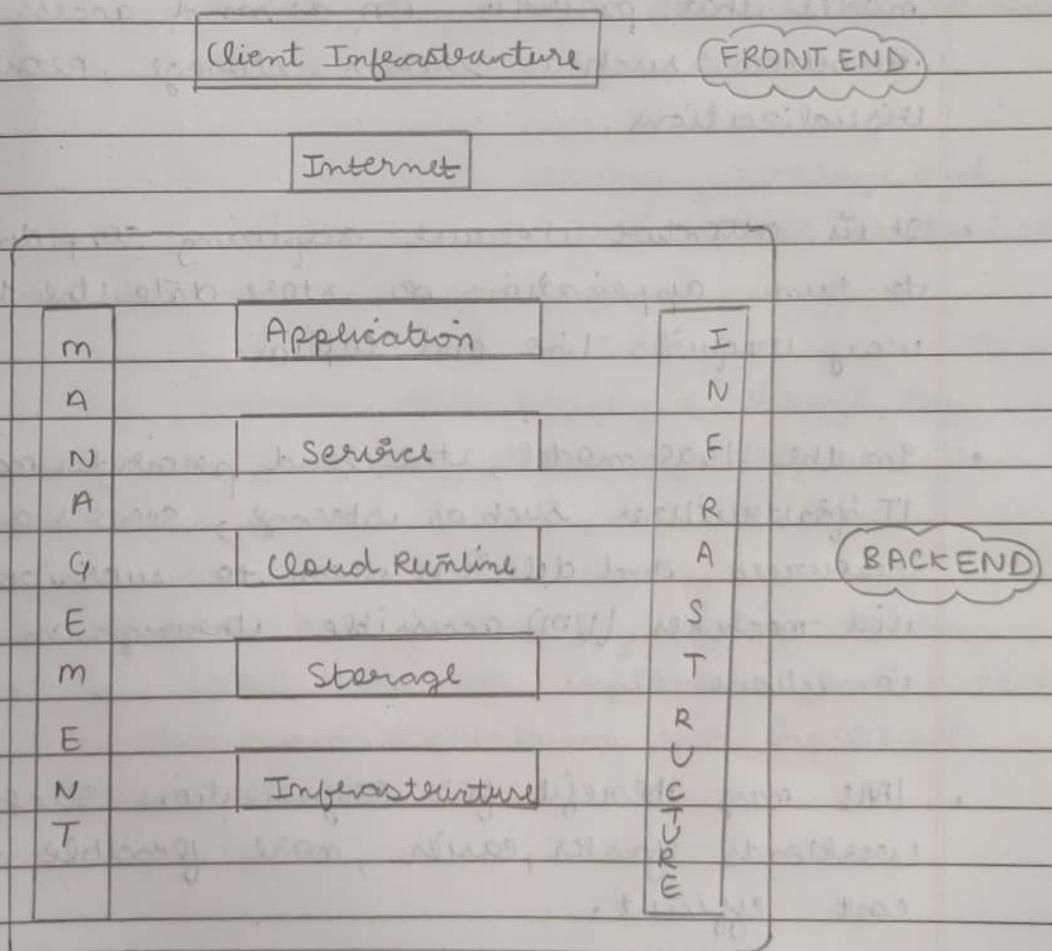 Client Infrastructure
FRONT END
Internet
MANAGEMENT
Application
Service
Cloud Runtime
Storage
Infrastructure
INFRASTRUCTURE
BACKEND